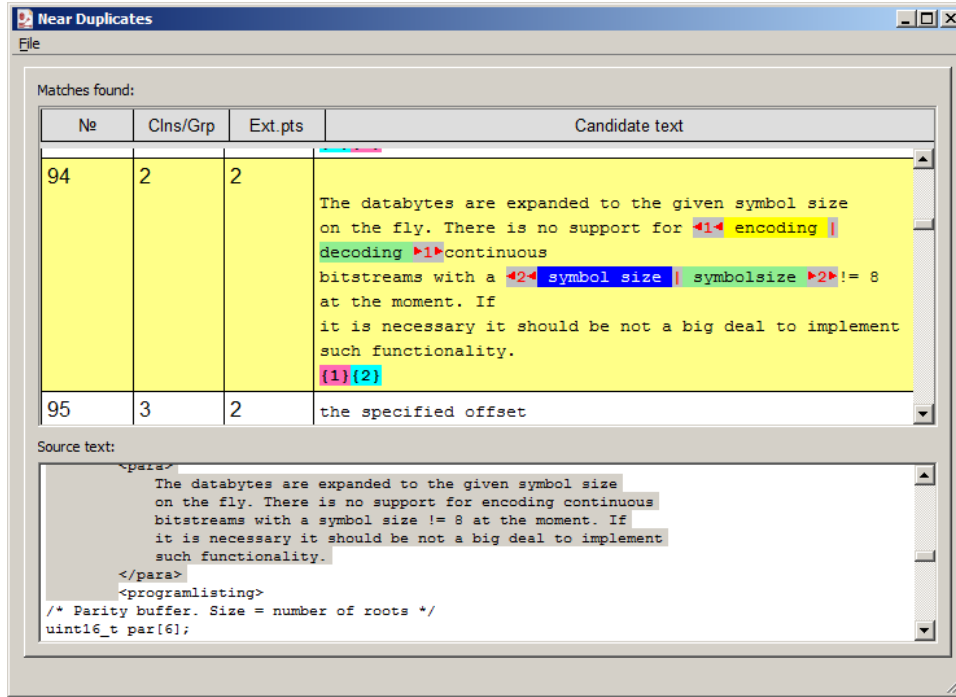 Near Duplicates
File
Matches found:
№ Clns/Grp Ext.pts Candidate text
94 2 2
The databytes are expanded to the given symbol size
on the fly. There is no support for ◄1◄ encoding |
decoding ►1►continuous
bitstreams with a ◄2◄ symbol size | symbolsize ►2►!= 8
at the moment. If
it is necessary it should be not a big deal to implement
such functionality.
{1}{2}
95 3 2 the specified offset
Source text:
<para>
The databytes are expanded to the given symbol size
on the fly. There is no support for encoding continuous
bitstreams with a symbol size != 8 at the moment. If
it is necessary it should be not a big deal to implement
such functionality.
</para>
<programlisting>
/* Parity buffer. Size = number of roots */
uint16_t par[6];